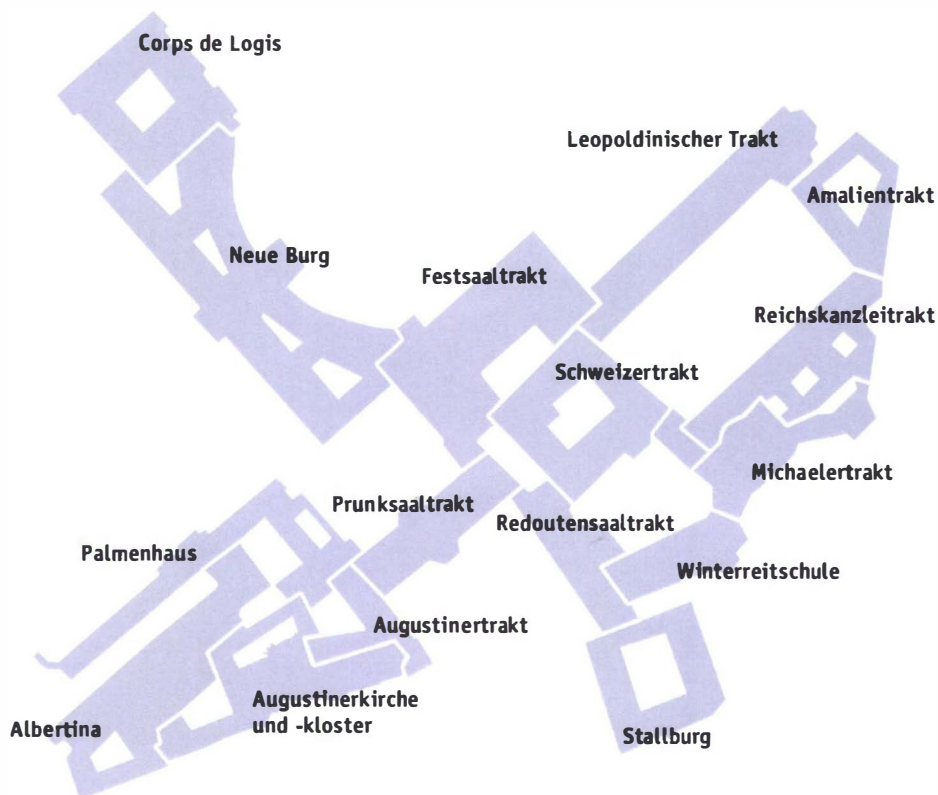 Corps de Logis
Leopoldinischer Trakt
Amalientrakt
Neue Burg
Festsaaltrakt
Reichskanzleitrakt
Schweizertrakt
Michaelertrakt
Prunksaaltrakt
Redoutensaaltrakt
Palmenhaus
Winterreitschule
Augustinertrakt
Augustinerkirche
und -kloster
Albertina
Stallburg